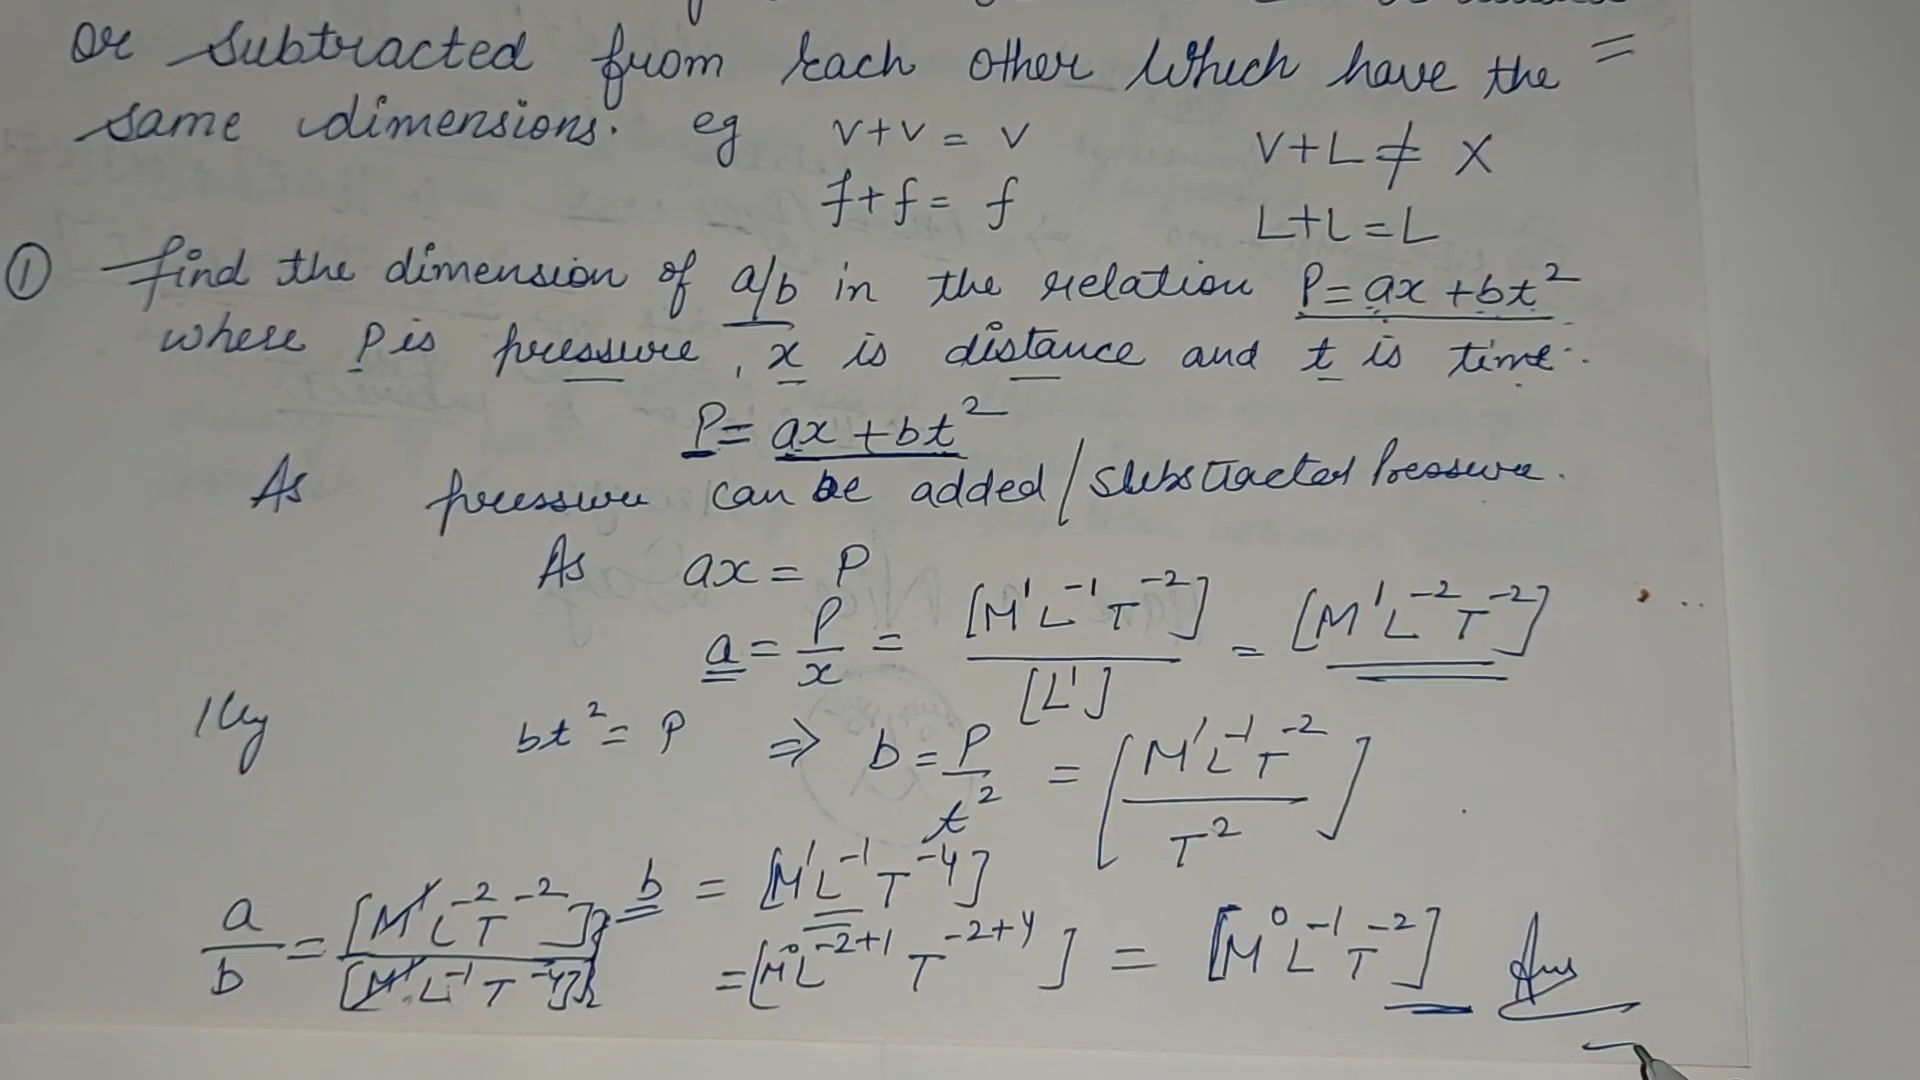 or subtracted from each other which have the =
same dimensions. eg v+v = v V+L ≠ X
f+f = f L+L = L
① find the dimension of a/b in the relation P = ax + bt²
where P is pressure, x is distance and t is time.
P = ax + bt²
As pressure can be added / substracted Pressure.
As ax = P
a = P/x = [M¹L⁻¹T⁻²]/[L¹] = [M¹L⁻²T⁻²]
llly bt² = P ⇒ b = P/t² = [M¹L⁻¹T⁻²/T²]
b = [M¹L⁻¹T⁻⁴]
a/b = [M¹L⁻²T⁻²]/[M¹L⁻¹T⁻⁴] = [M⁰L⁻²⁺¹T⁻²⁺⁴] = [M⁰L⁻¹T⁻²] Ans